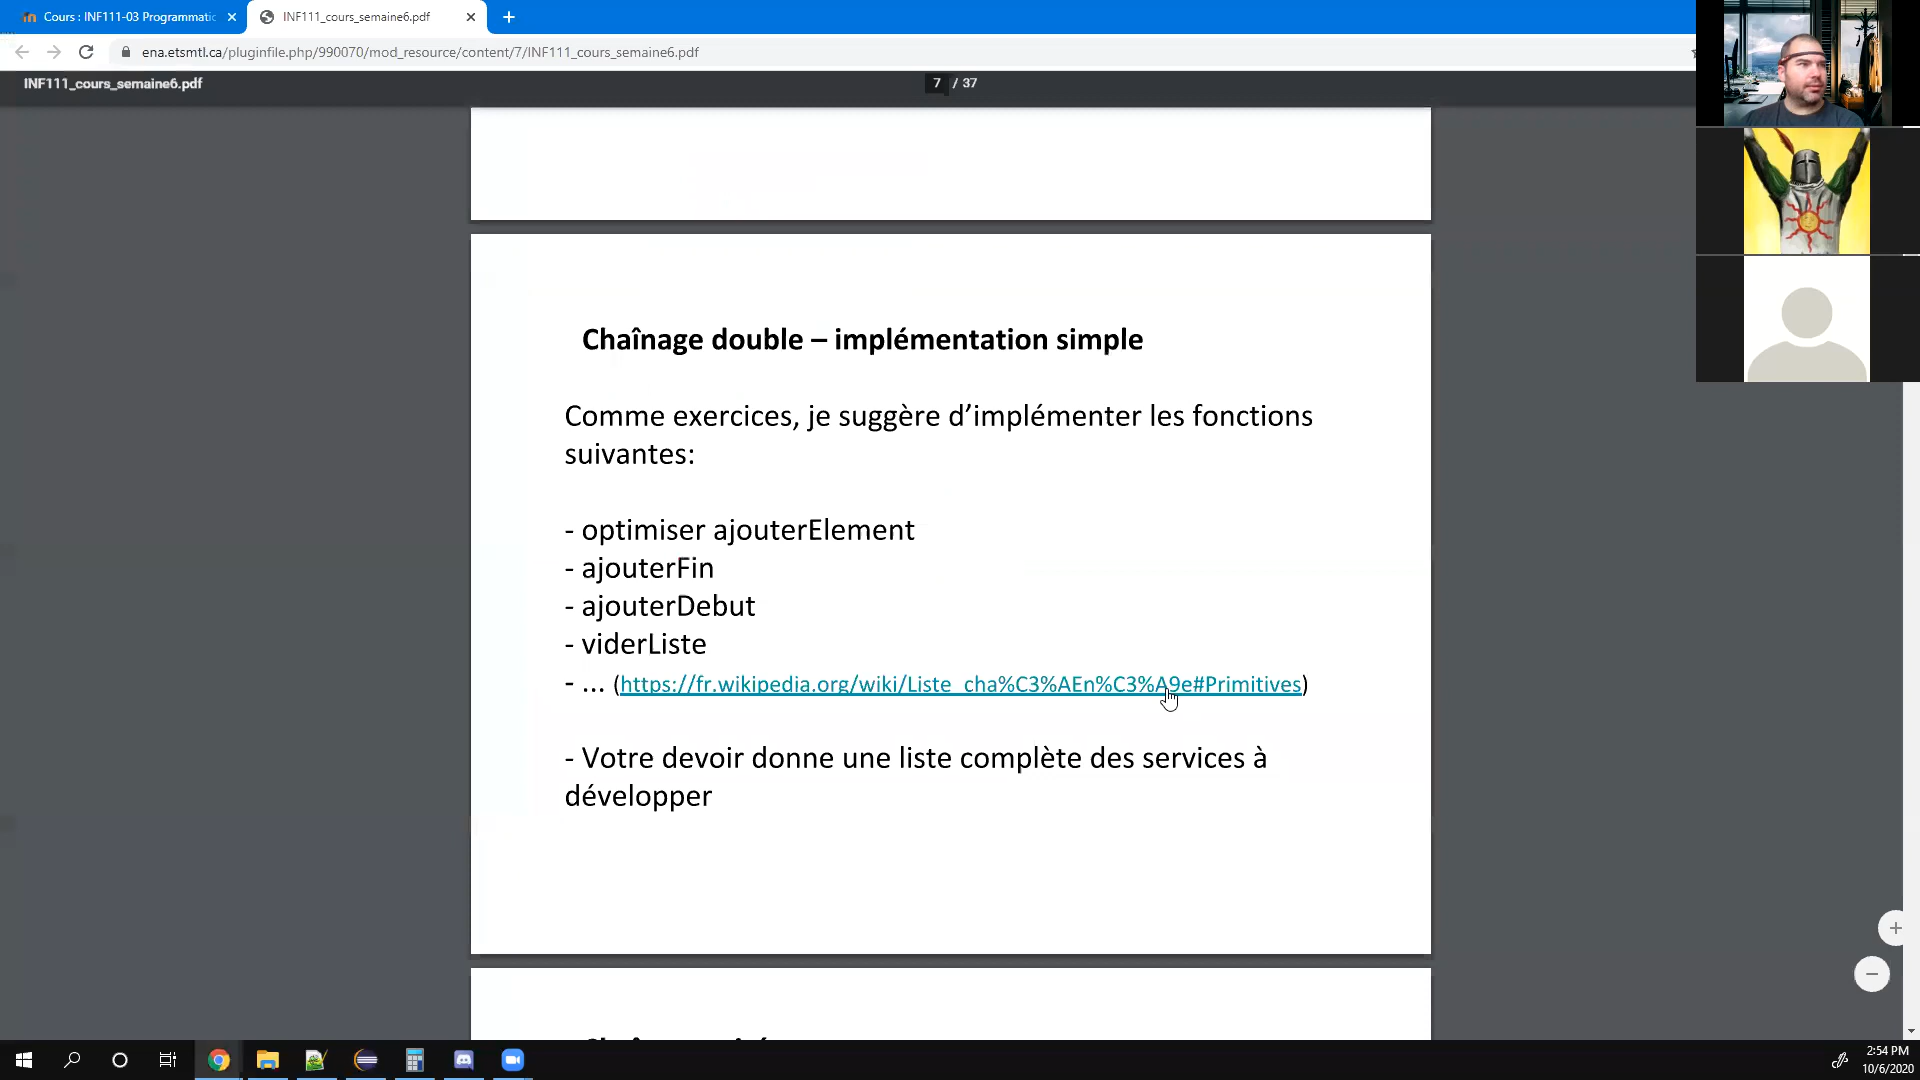 Cours : INF111-03 Programmatic
INF111_cours_semaine6.pdf
ena.etsmtl.ca/pluginfile.php/990070/mod_resource/content/7/INF111_cours_semaine6.pdf
INF111_cours_semaine6.pdf
7 / 37
Chaînage double – implémentation simple
Comme exercices, je suggère d’implémenter les fonctions
suivantes:
- optimiser ajouterElement
- ajouterFin
- ajouterDebut
- viderListe
- ... (https://fr.wikipedia.org/wiki/Liste_cha%C3%AEn%C3%A9e#Primitives)
- Votre devoir donne une liste complète des services à
développer
2:54 PM
10/6/2020